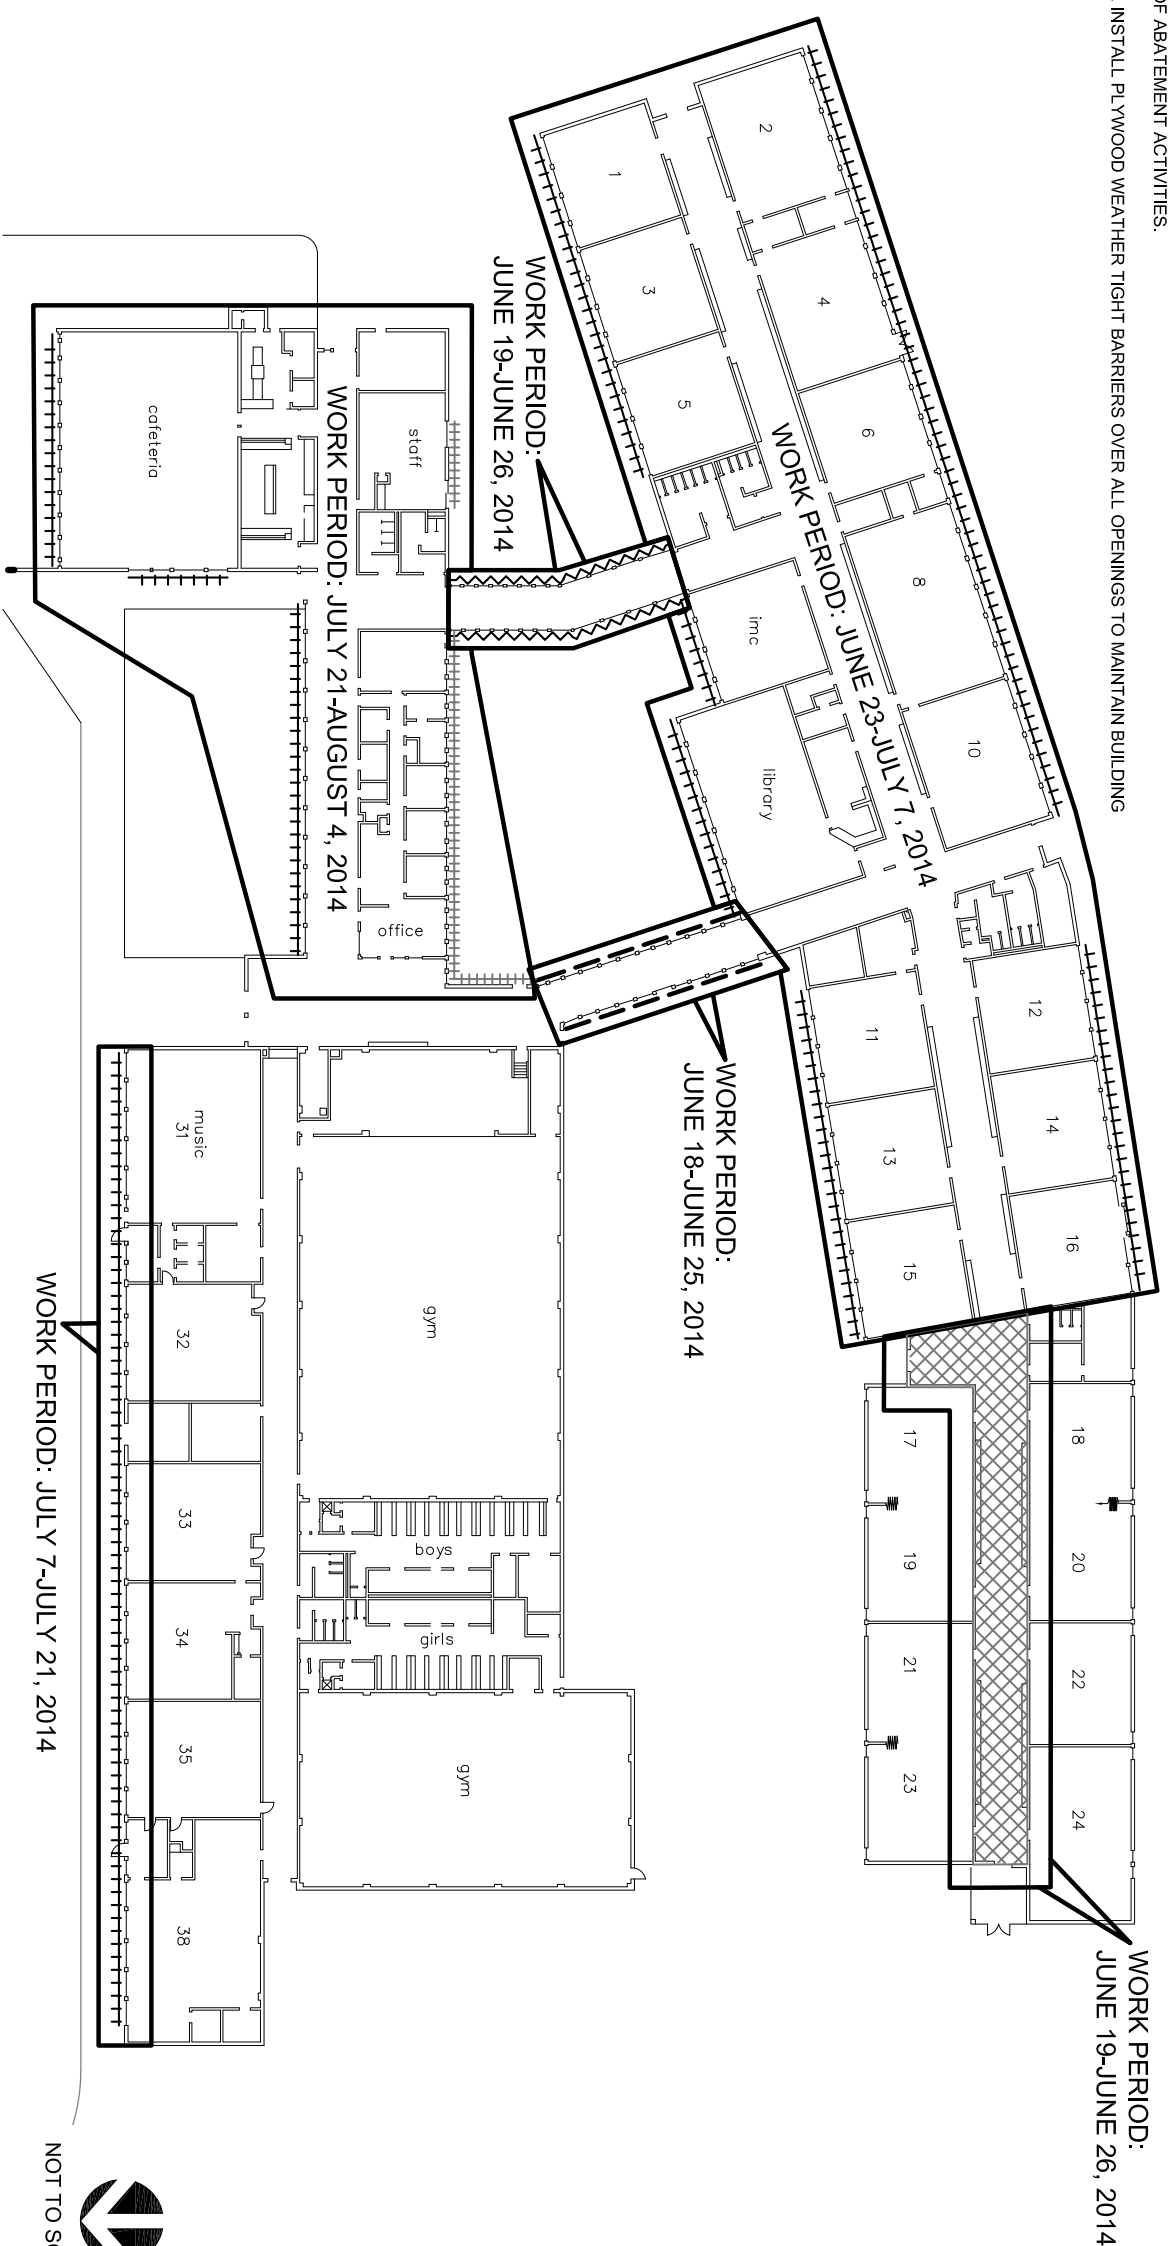 OF ABATEMENT ACTIVITIES.
INSTALL PLYWOOD WEATHER TIGHT BARRIERS OVER ALL OPENINGS TO MAINTAIN BUILDING
WORK PERIOD:
JUNE 19-JUNE 26, 2014
2
4
6
8
10
12
14
16
18
20
22
24
WORK PERIOD: JUNE 23-JULY 7, 2014
1
3
5
imc
library
11
13
15
17
19
21
23
WORK PERIOD:
JUNE 18-JUNE 25, 2014
WORK PERIOD:
JUNE 19-JUNE 26, 2014
staff
office
gym
boys
girls
gym
WORK PERIOD: JULY 21-AUGUST 4, 2014
cafeteria
music
31
32
33
34
35
38
WORK PERIOD: JULY 7-JULY 21, 2014
NOT TO